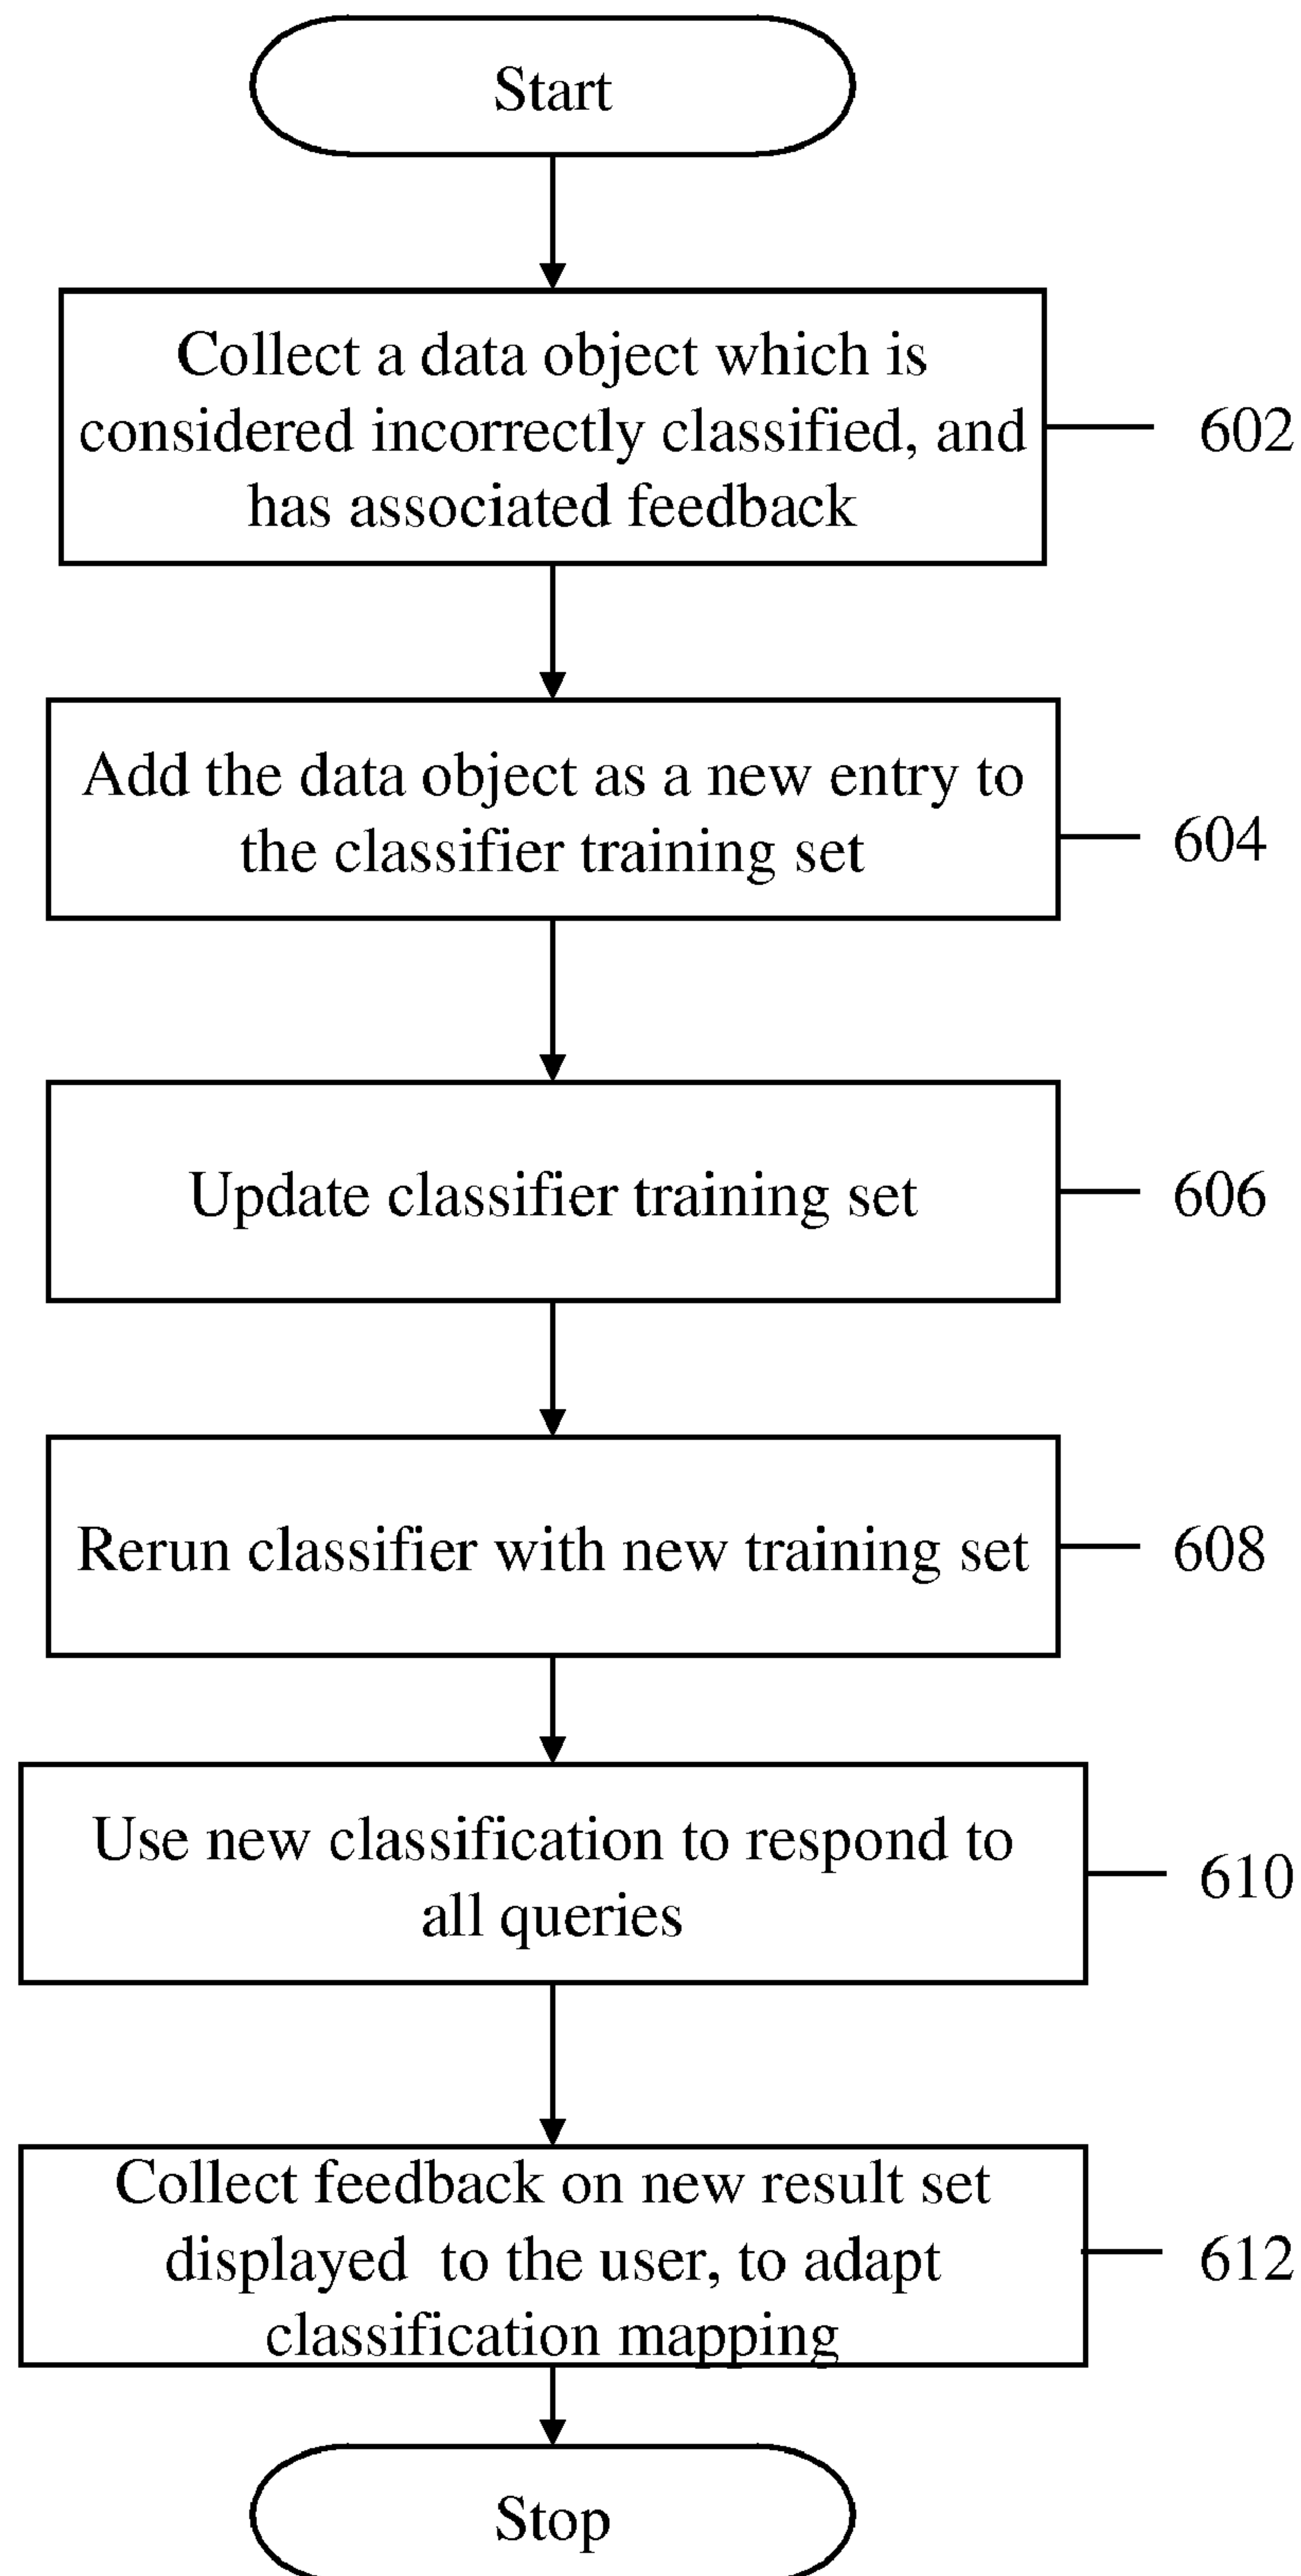 Start
Collect a data object which is
considered incorrectly classified, and
has associated feedback
602
Add the data object as a new entry to
the classifier training set
604
Update classifier training set
606
Rerun classifier with new training set
608
Use new classification to respond to
all queries
610
Collect feedback on new result set
displayed to the user, to adapt
classification mapping
612
Stop